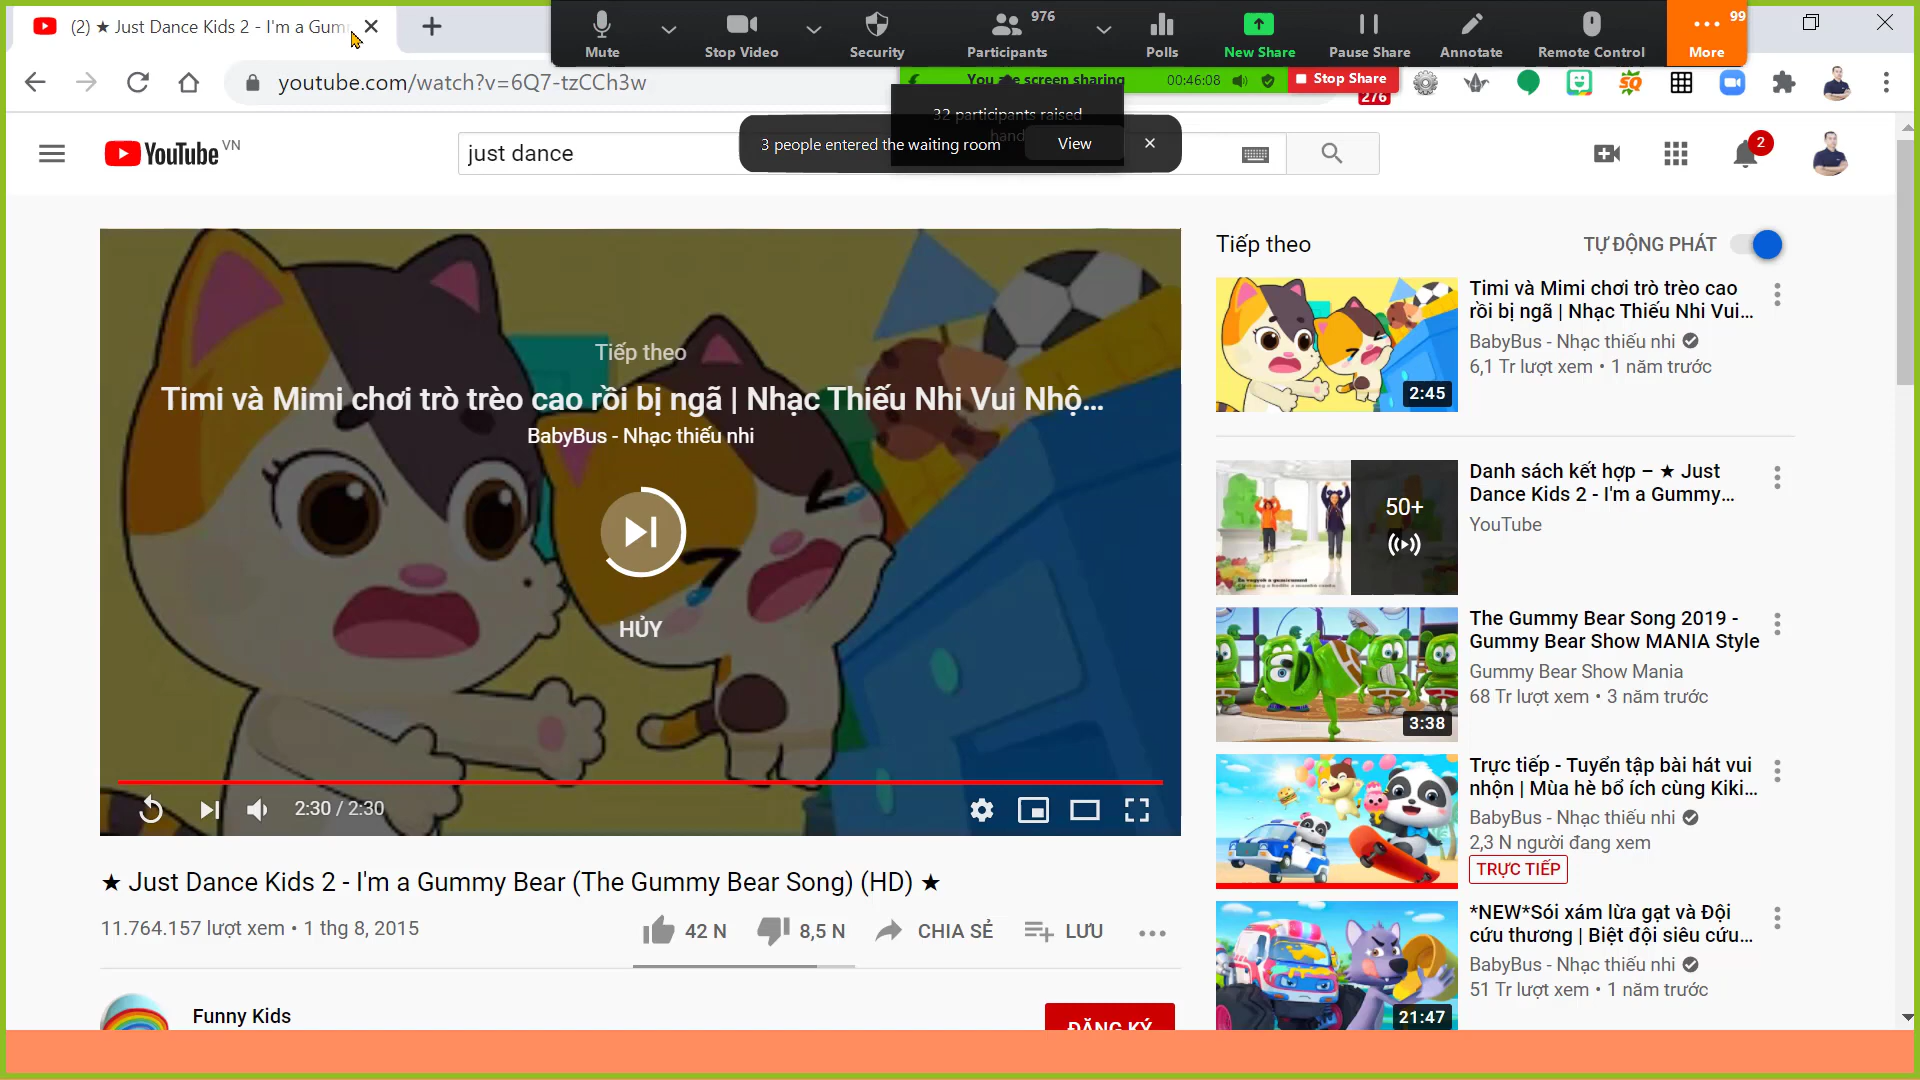 (2) ★ Just Dance Kids 2 - I'm a Gum
Mute
Stop Video
Security
976
Participants
Polls
New Share
Pause Share
Annotate
Remote Control
99
More
youtube.com/watch?v=6Q7-tzCCh3w
screen sharing
00:46:08
Stop Share
276
32 participants raised
hand
3 people entered the waiting room
View
YouTube VN
just dance
2
Tiếp theo
Timi và Mimi chơi trò trèo cao rồi bị ngã | Nhạc Thiếu Nhi Vui Nhộ...
BabyBus - Nhạc thiếu nhi
HỦY
2:30 / 2:30
★ Just Dance Kids 2 - I'm a Gummy Bear (The Gummy Bear Song) (HD) ★
11.764.157 lượt xem • 1 thg 8, 2015
42 N
8,5 N
CHIA SẺ
LƯU
Funny Kids
ĐĂNG KÝ
Tiếp theo
TỰ ĐỘNG PHÁT
2:45
Timi và Mimi chơi trò trèo cao
rồi bị ngã | Nhạc Thiếu Nhi Vui...
BabyBus - Nhạc thiếu nhi
6,1 Tr lượt xem • 1 năm trước
50+
Danh sách kết hợp – ★ Just
Dance Kids 2 - I'm a Gummy...
YouTube
3:38
The Gummy Bear Song 2019 -
Gummy Bear Show MANIA Style
Gummy Bear Show Mania
68 Tr lượt xem • 3 năm trước
Trực tiếp - Tuyển tập bài hát vui
nhộn | Mùa hè bổ ích cùng Kiki...
BabyBus - Nhạc thiếu nhi
2,3 N người đang xem
TRỰC TIẾP
21:47
*NEW*Sói xám lừa gạt và Đội
cứu thương | Biệt đội siêu cứu...
BabyBus - Nhạc thiếu nhi
51 Tr lượt xem • 1 năm trước